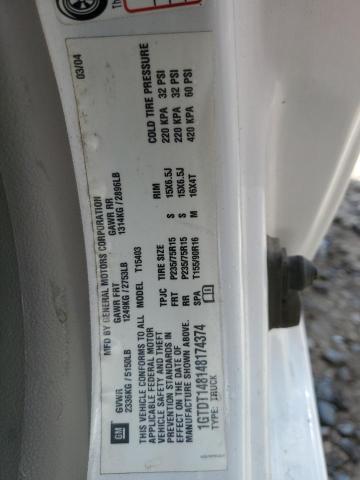 MFD BY GENERAL MOTORS CORPORATION 03/04
GVWR GAWR FRT GAWR RR
2336KG / 5150LB 1249KG / 2753LB 1314KG / 2896LB
THIS VEHICLE CONFORMS TO ALL
APPLICABLE FEDERAL MOTOR
VEHICLE SAFETY AND THEFT
PREVENTION STANDARDS IN
EFFECT ON THE DATE OF
MANUFACTURE SHOWN ABOVE.
1GTDT148148174374
TYPE: TRUCK
MODEL T15403
TPJC TIRE SIZE RIM COLD TIRE PRESSURE
FRT P235/75R15 S 15X6.5J 220 KPA 32 PSI
RR P235/75R15 S 15X6.5J 220 KPA 32 PSI
SPA T155/90R16 M 16X4T 420 KPA 60 PSI
GM